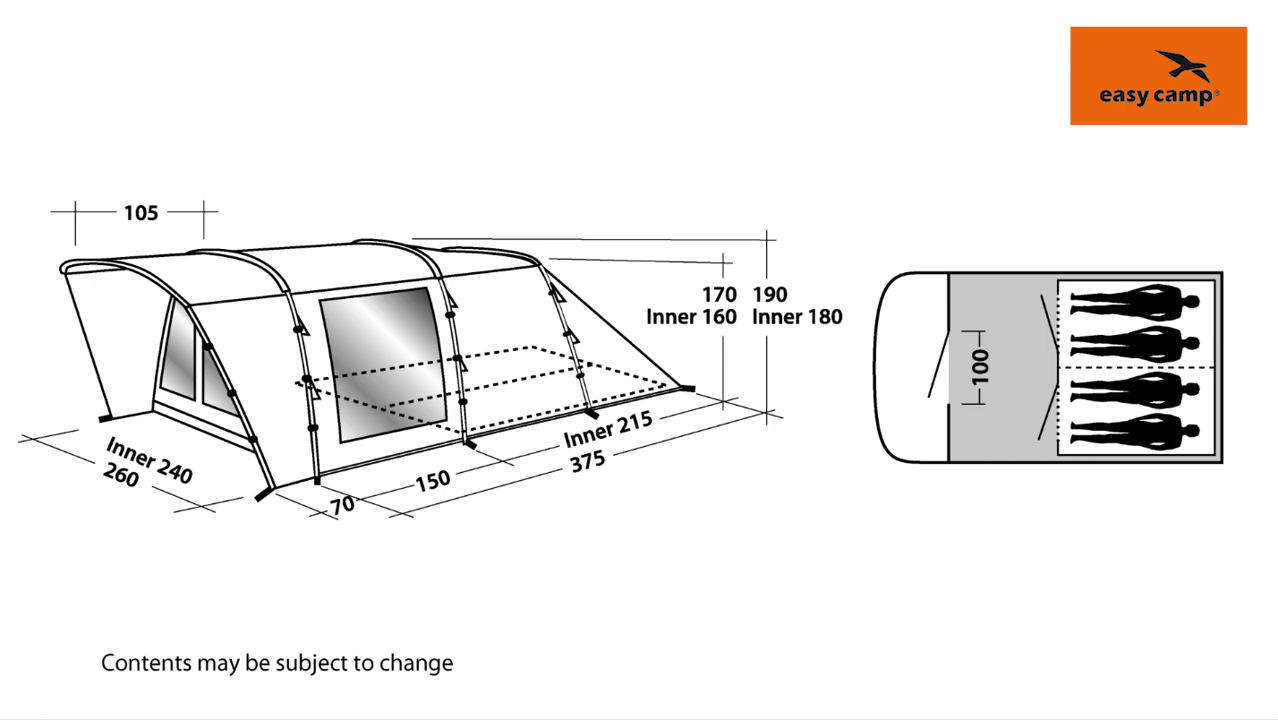 easy camp®
105
170 190
Inner 160 Inner 180
100
Inner 240
260
Inner 215
375
150
70
Contents may be subject to change